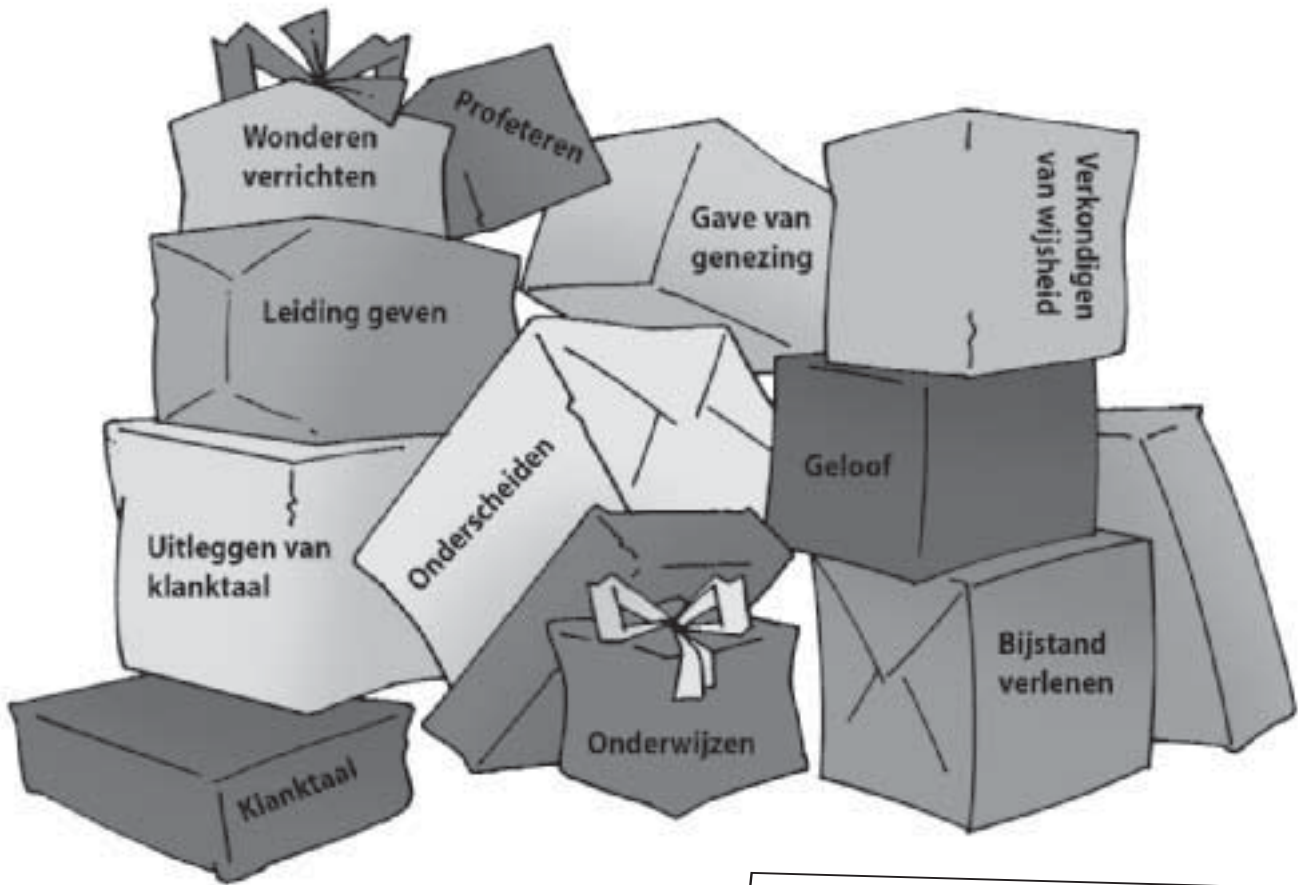 Wonderen
verrichten
Profeteren
Gave van
genezing
Verkondigen
van wijsheid
Leiding geven
Onderscheiden
Geloof
Uitleggen van
klanktaal
Bijstand
verlenen
Onderwijzen
Klanktaal